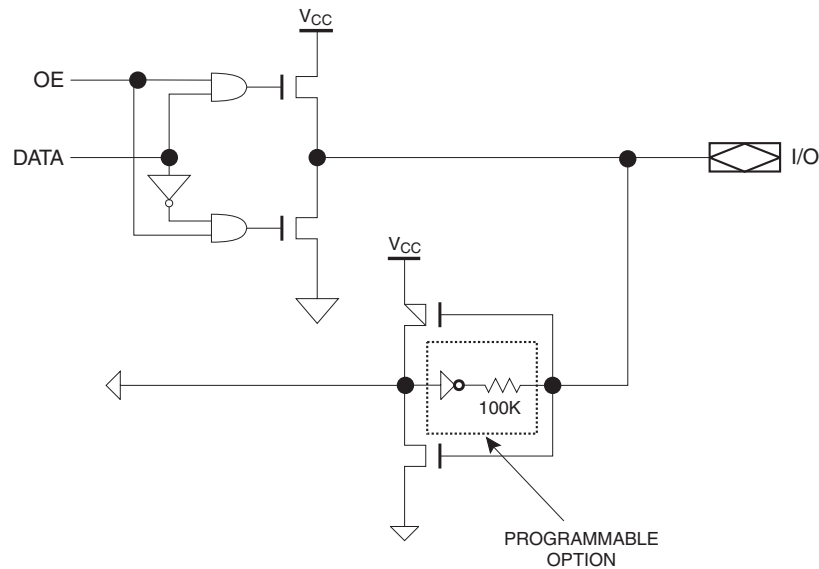 VCC
OE
DATA
I/O
VCC
100K
PROGRAMMABLE
OPTION